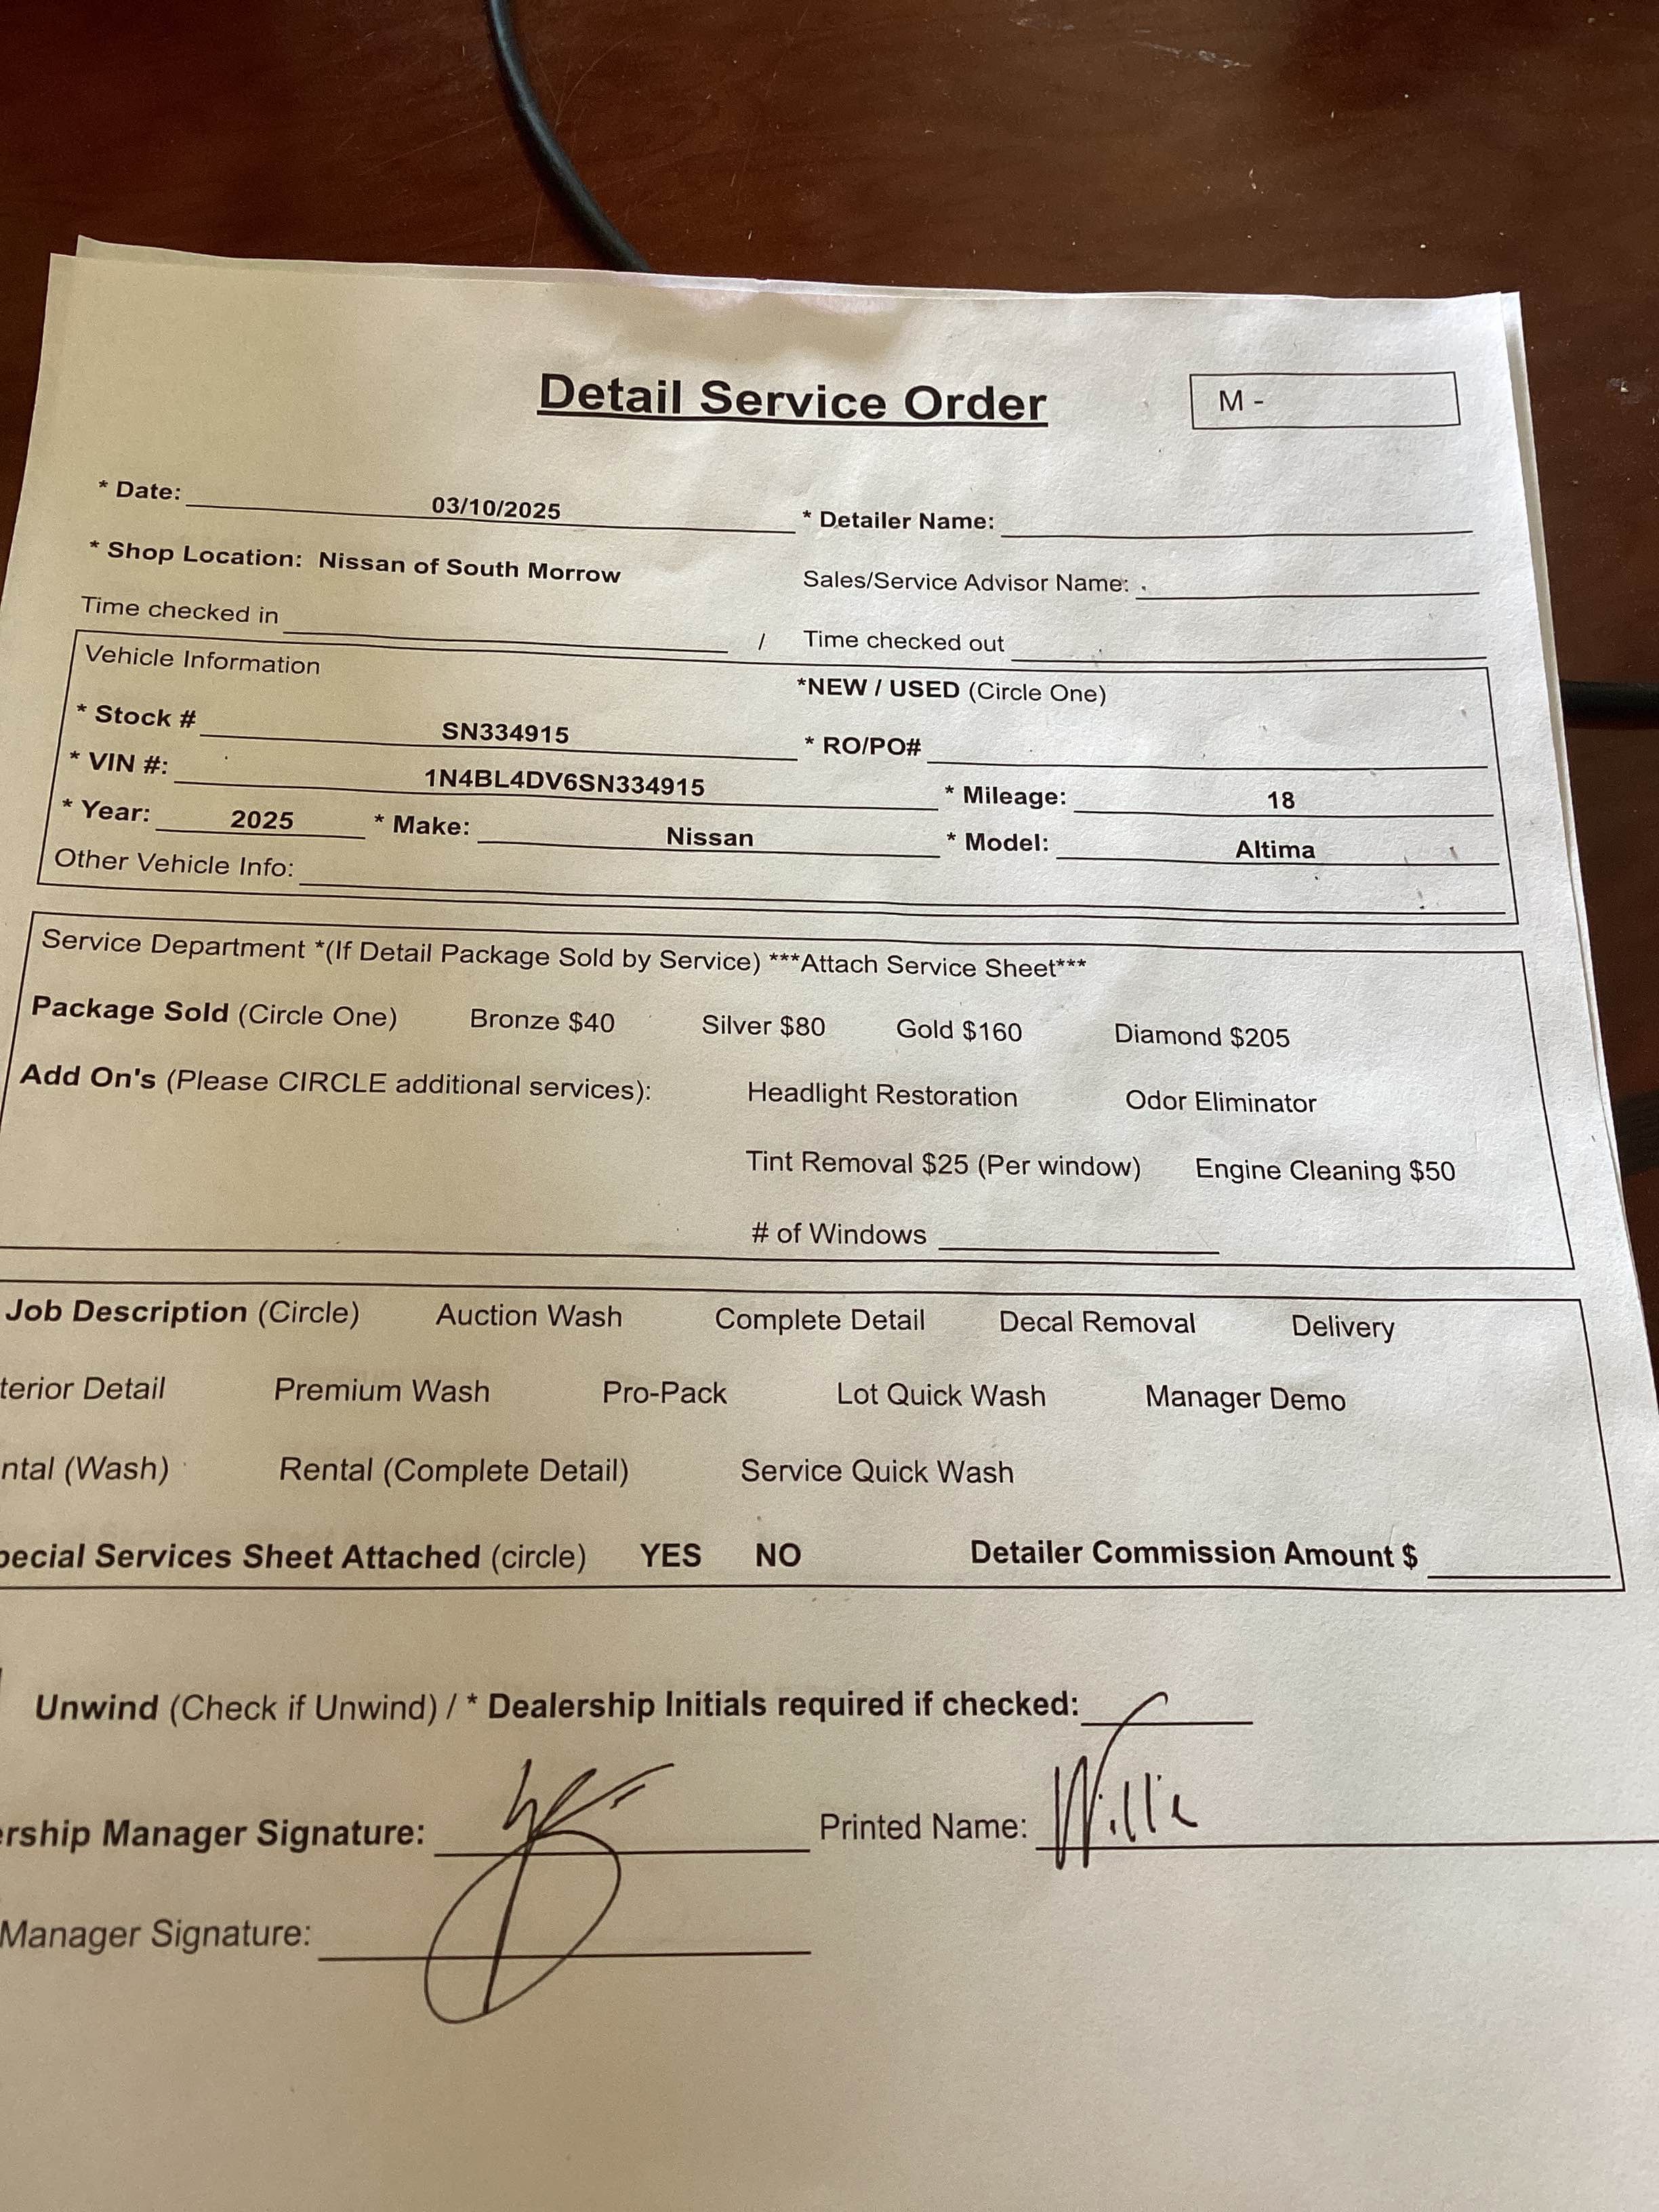 Detail Service Order
M -
* Date: 03/10/2025 * Detailer Name:
* Shop Location: Nissan of South Morrow Sales/Service Advisor Name:
Time checked in / Time checked out
Vehicle Information *NEW / USED (Circle One)
* Stock # SN334915 * RO/PO#
* VIN #: 1N4BL4DV6SN334915 * Mileage: 18
* Year: 2025 * Make: Nissan * Model: Altima
Other Vehicle Info:
Service Department *(If Detail Package Sold by Service) ***Attach Service Sheet***
Package Sold (Circle One) Bronze $40 Silver $80 Gold $160 Diamond $205
Add On's (Please CIRCLE additional services): Headlight Restoration Odor Eliminator
Tint Removal $25 (Per window) Engine Cleaning $50
# of Windows
Job Description (Circle) Auction Wash Complete Detail Decal Removal Delivery
terior Detail Premium Wash Pro-Pack Lot Quick Wash Manager Demo
ntal (Wash) Rental (Complete Detail) Service Quick Wash
pecial Services Sheet Attached (circle) YES NO Detailer Commission Amount $
Unwind (Check if Unwind) / * Dealership Initials required if checked:
ership Manager Signature: Printed Name: Willie
Manager Signature: